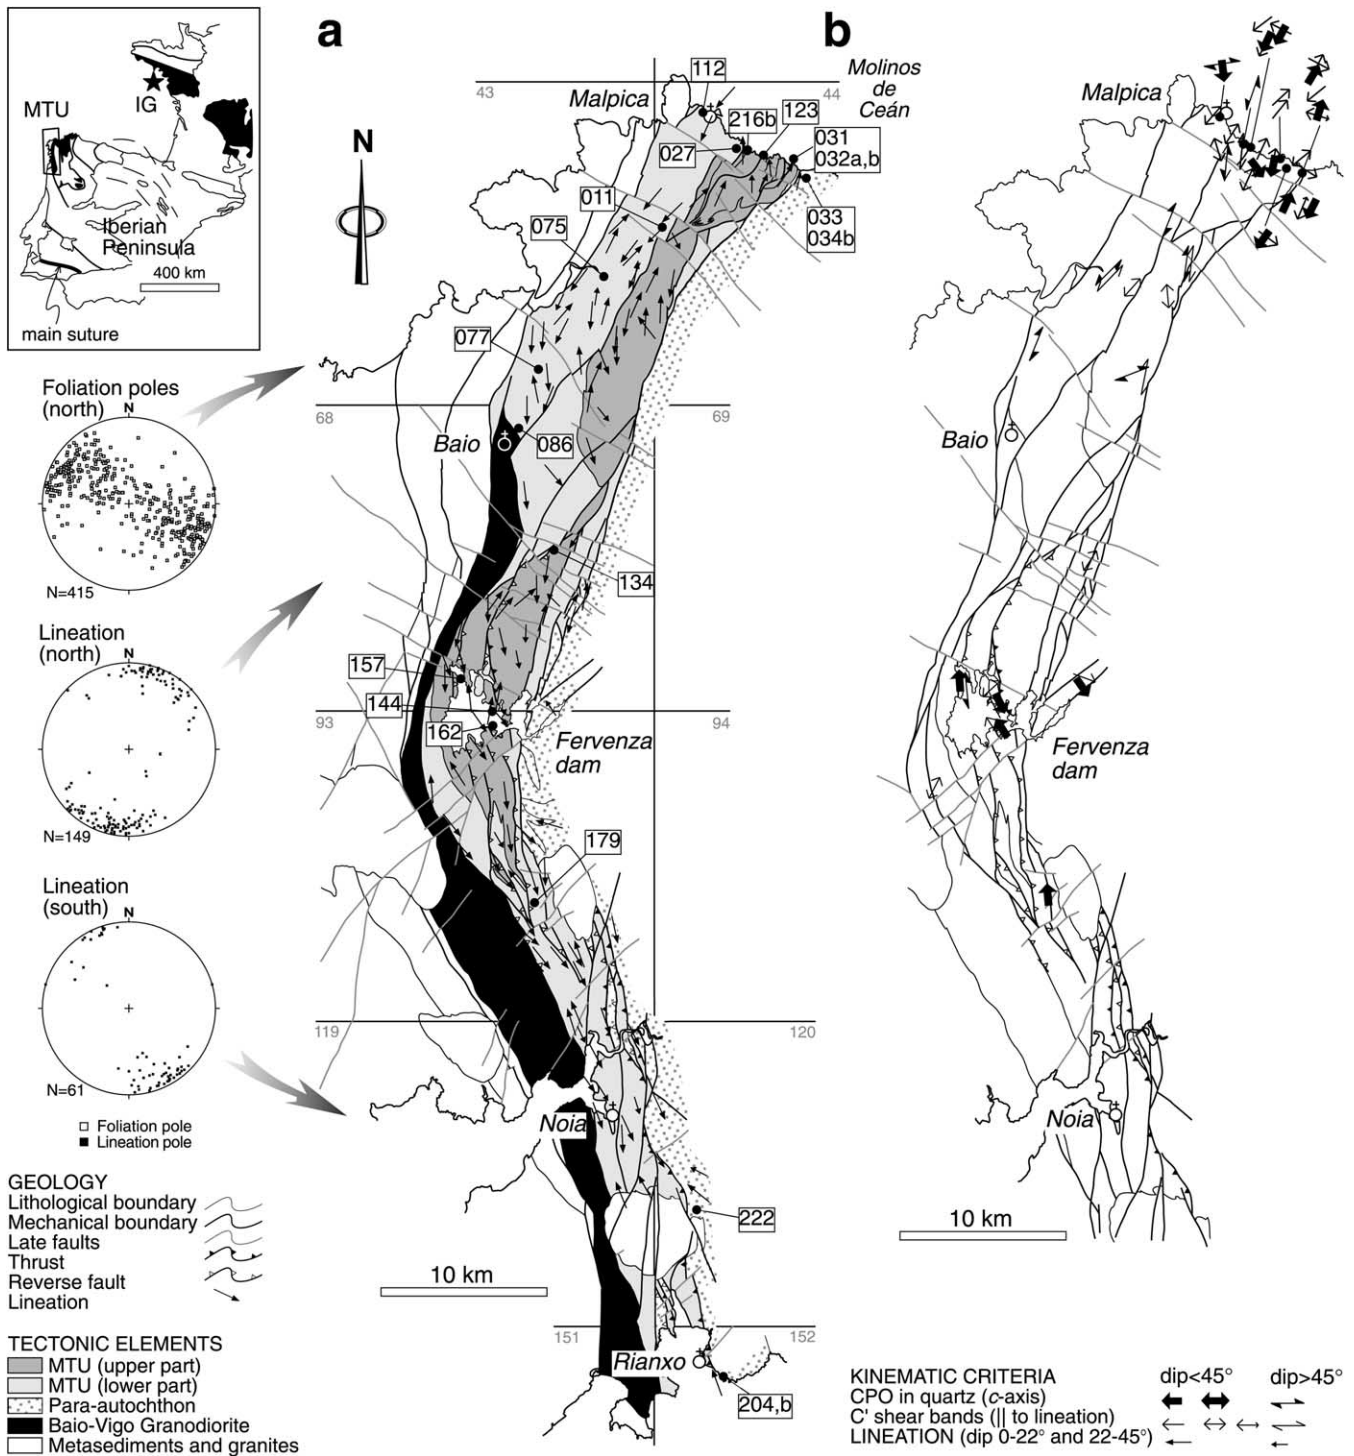 MTU
IG
Iberian
Peninsula
400 km
main suture
a
b
N
43
44
68
69
93
94
119
120
151
152
112
Malpica
Molinos
de
Ceán
216b
123
027
031
032a,b
011
033
034b
075
077
Baio
086
134
157
144
162
Fervenza
dam
179
Noia
222
10 km
Rianxo
204,b
Foliation poles
(north)
N
N=415
Lineation
(north)
N
N=149
Lineation
(south)
N
N=61
Foliation pole
Lineation pole
GEOLOGY
Lithological boundary
Mechanical boundary
Late faults
Thrust
Reverse fault
Lineation
TECTONIC ELEMENTS
MTU (upper part)
MTU (lower part)
Para-autochthon
Baio-Vigo Granodiorite
Metasediments and granites
Malpica
Baio
Fervenza
dam
Noia
10 km
KINEMATIC CRITERIA dip<45° dip>45°
CPO in quartz (c-axis)
C' shear bands (|| to lineation)
LINEATION (dip 0-22° and 22-45°)